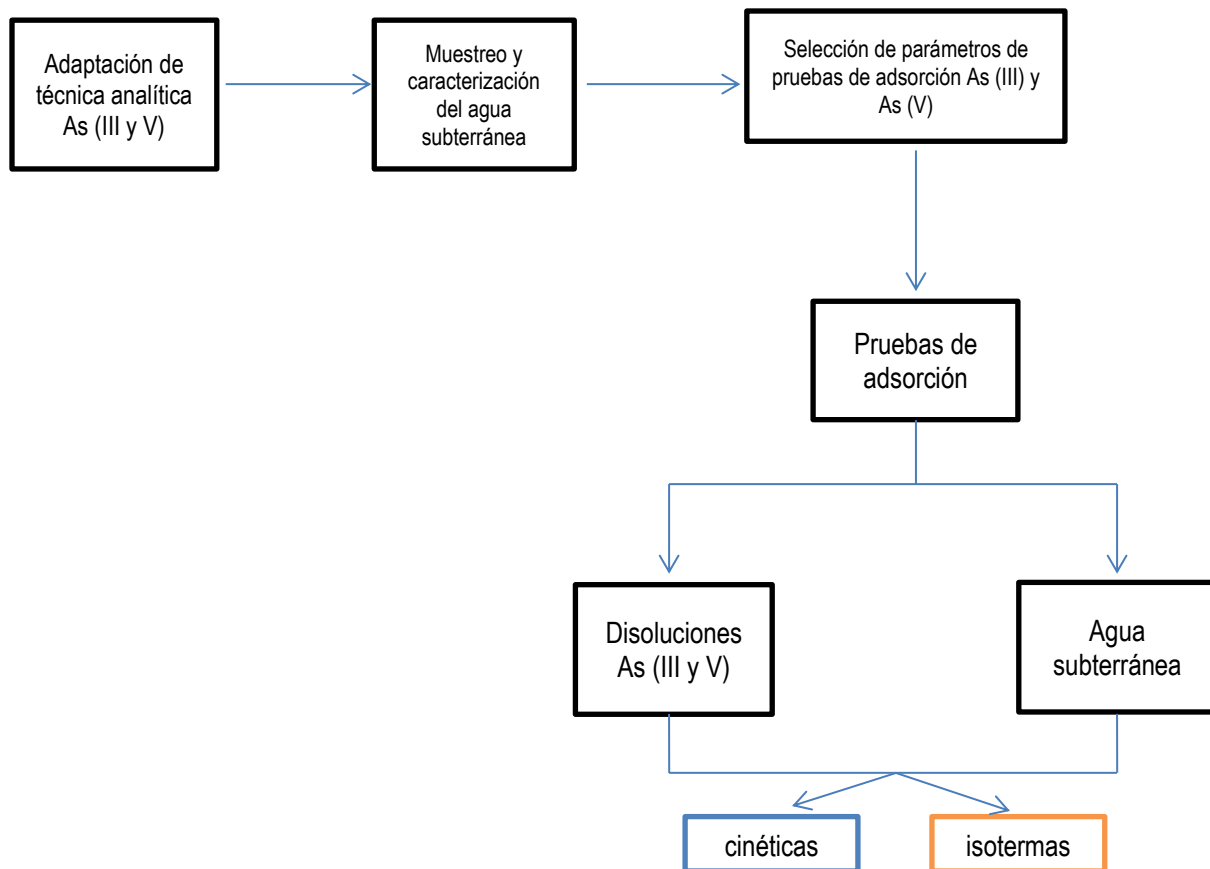 Adaptación de
técnica analítica
As (III y V)
Muestreo y
caracterización
del agua
subterránea
Selección de parámetros de
pruebas de adsorción As (III) y
As (V)
Pruebas de
adsorción
Disoluciones
As (III y V)
Agua
subterránea
cinéticas
isotermas